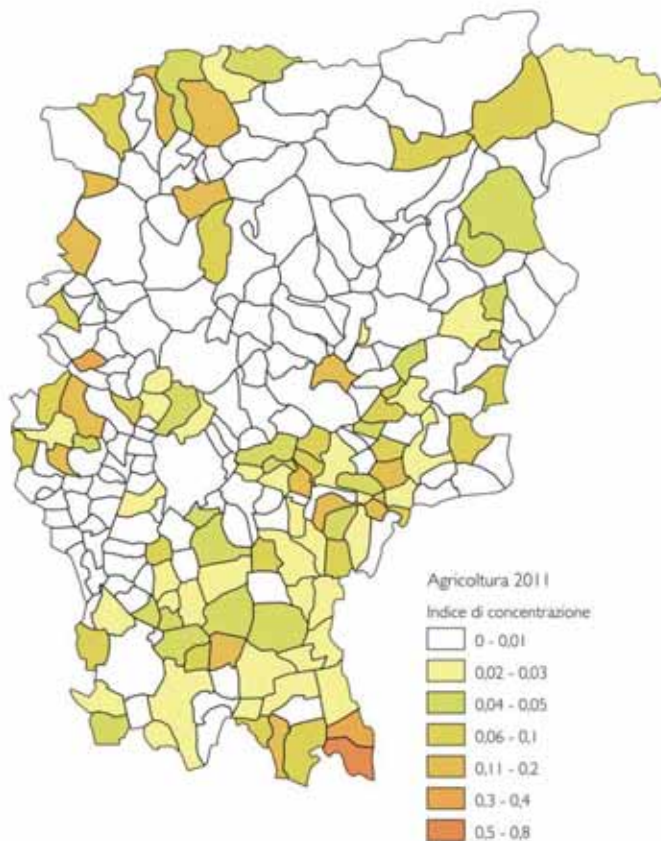 Agricoltura 2011
Indice di concentrazione
0 - 0,01
0,02 - 0,03
0,04 - 0,05
0,06 - 0,1
0,11 - 0,2
0,3 - 0,4
0,5 - 0,8